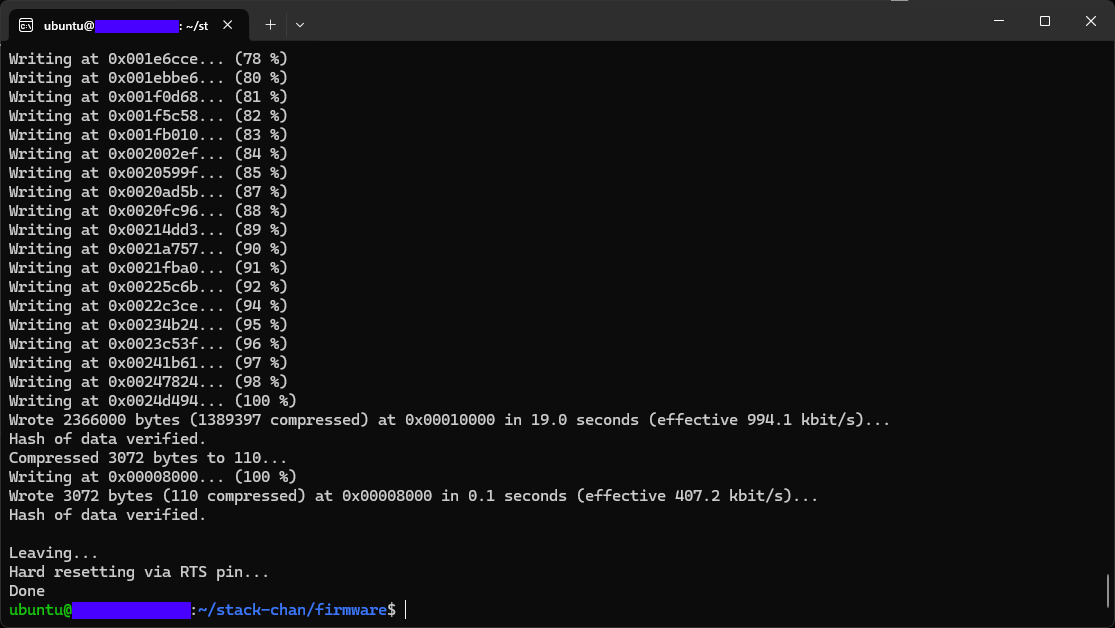 ubuntu@ : ~/st
Writing at 0x001e6cce... (78 %)
Writing at 0x001ebbe6... (80 %)
Writing at 0x001f0d68... (81 %)
Writing at 0x001f5c58... (82 %)
Writing at 0x001fb010... (83 %)
Writing at 0x002002ef... (84 %)
Writing at 0x0020599f... (85 %)
Writing at 0x0020ad5b... (87 %)
Writing at 0x0020fc96... (88 %)
Writing at 0x00214dd3... (89 %)
Writing at 0x0021a757... (90 %)
Writing at 0x0021fba0... (91 %)
Writing at 0x00225c6b... (92 %)
Writing at 0x0022c3ce... (94 %)
Writing at 0x00234b24... (95 %)
Writing at 0x0023c53f... (96 %)
Writing at 0x00241b61... (97 %)
Writing at 0x00247824... (98 %)
Writing at 0x0024d494... (100 %)
Wrote 2366000 bytes (1389397 compressed) at 0x00010000 in 19.0 seconds (effective 994.1 kbit/s)...
Hash of data verified.
Compressed 3072 bytes to 110...
Writing at 0x00008000... (100 %)
Wrote 3072 bytes (110 compressed) at 0x00008000 in 0.1 seconds (effective 407.2 kbit/s)...
Hash of data verified.

Leaving...
Hard resetting via RTS pin...
Done
ubuntu@ :~/stack-chan/firmware$